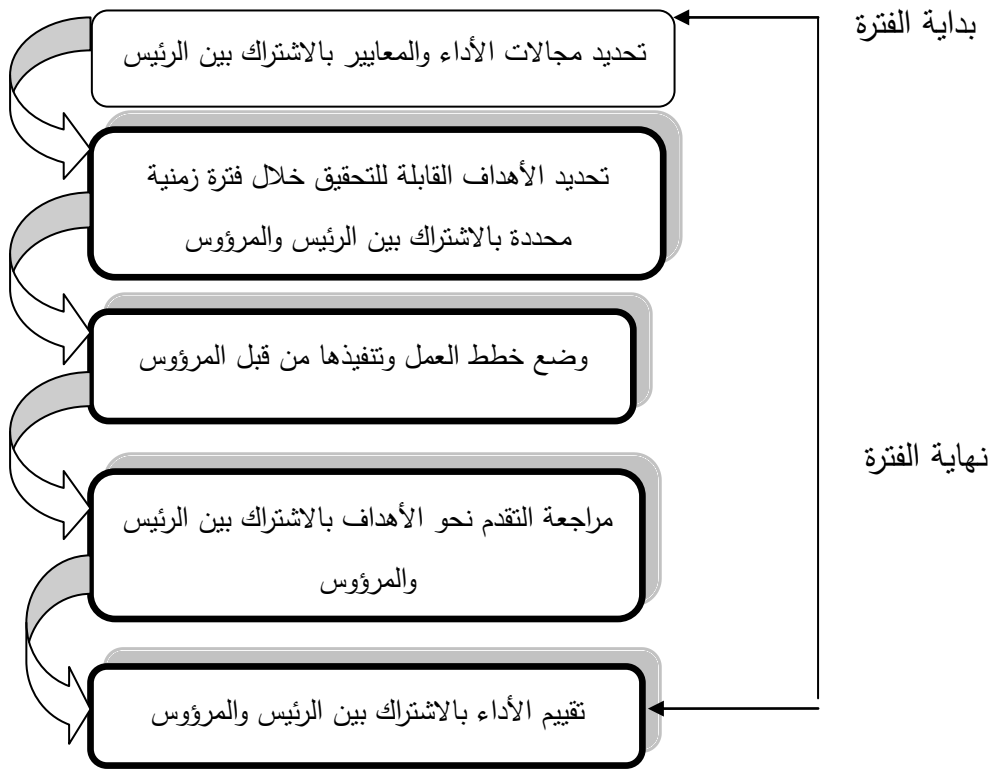 بداية الفترة
تحديد مجالات الأداء والمعايير بالاشتراك بين الرئيس
تحديد الأهداف القابلة للتحقيق خلال فترة زمنية
محددة بالاشتراك بين الرئيس والمرؤوس
وضع خطط العمل وتنفيذها من قبل المرؤوس
نهاية الفترة
مراجعة التقدم نحو الأهداف بالاشتراك بين الرئيس
والمرؤوس
تقييم الأداء بالاشتراك بين الرئيس والمرؤوس